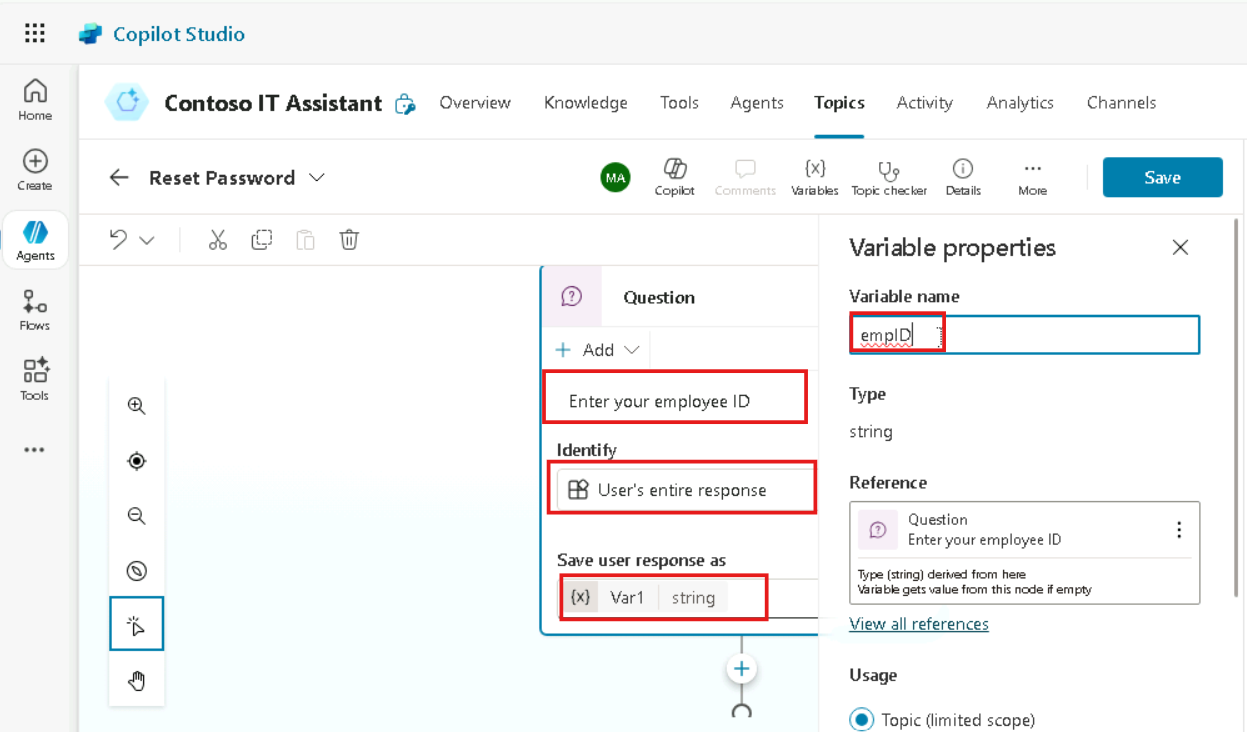 Copilot Studio
Home
Create
Agents
Flows
Tools
Contoso IT Assistant
Overview
Knowledge
Tools
Agents
Topics
Activity
Analytics
Channels
Reset Password
MA
Copilot
Comments
{x}
Variables
Topic checker
Details
More
Save
Question
Add
Enter your employee ID
Identify
User's entire response
Save user response as
{x} Var1 string
Variable properties
Variable name
empID
Type
string
Reference
Question
Enter your employee ID
Type (string) derived from here
Variable gets value from this node if empty
View all references
Usage
Topic (limited scope)